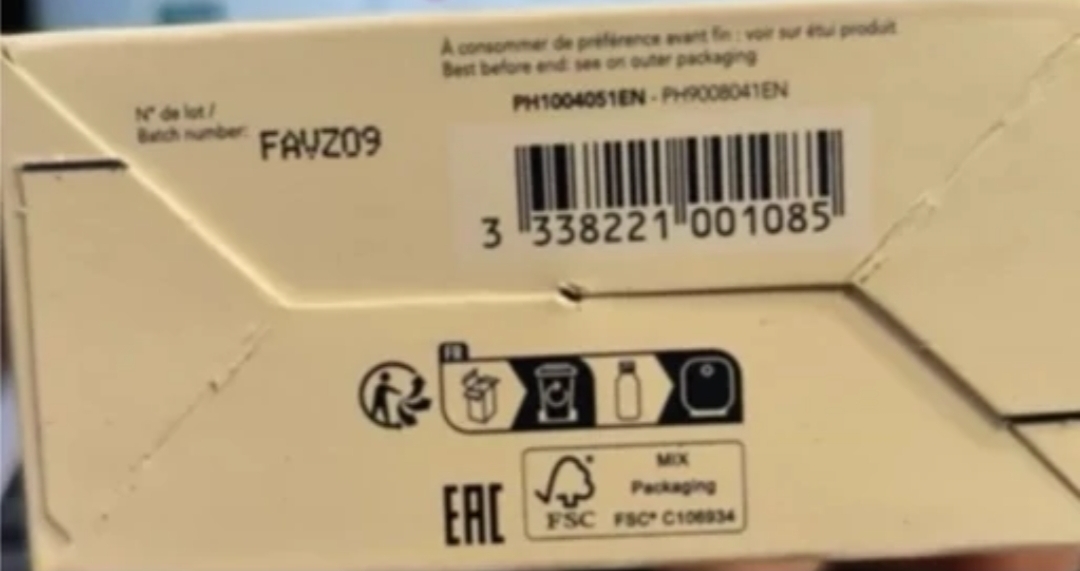 À consommer de préférence avant fin : voir sur étui produit
Best before end: see on outer packaging
PH1004051EN - PH9008041EN
N° de lot /
Batch number: FAVZ09
3 338221 001085
FR
EAC
FSC
MIX
Packaging
FSC® C106934